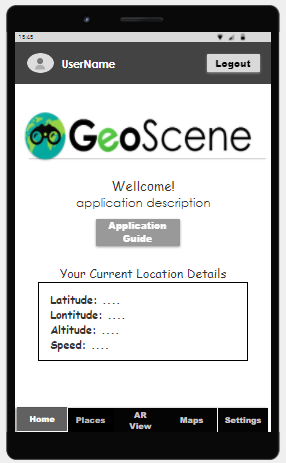 15:45
UserName
Logout
GeoScene
Wellcome!
application description
Application
Guide
Your Current Location Details
Latitude: ....
Lontitude: ....
Altitude: ....
Speed: ....
Home
Places
AR
View
Maps
Settings